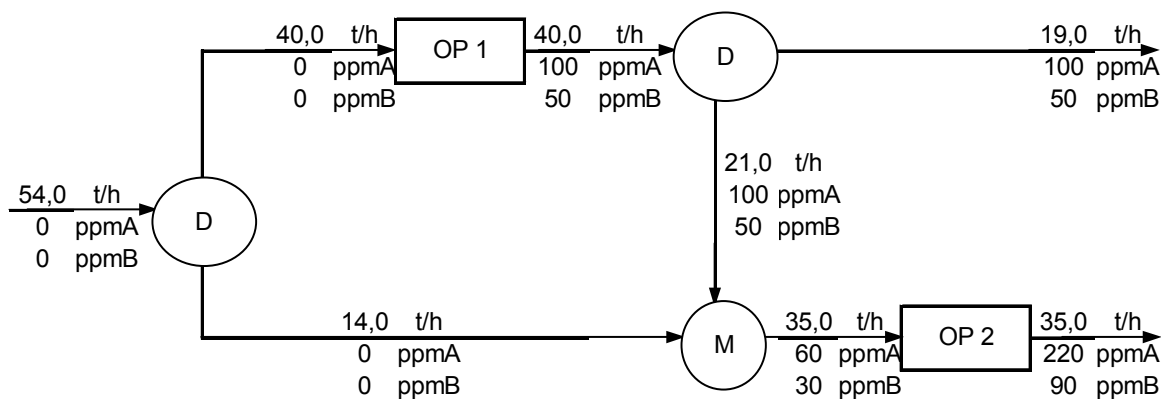 40,0 t/h
0 ppmA
0 ppmB
OP 1
40,0 t/h
100 ppmA
50 ppmB
D
19,0 t/h
100 ppmA
50 ppmB
54,0 t/h
0 ppmA
0 ppmB
D
21,0 t/h
100 ppmA
50 ppmB
14,0 t/h
0 ppmA
0 ppmB
M
35,0 t/h
60 ppmA
30 ppmB
OP 2
35,0 t/h
220 ppmA
90 ppmB